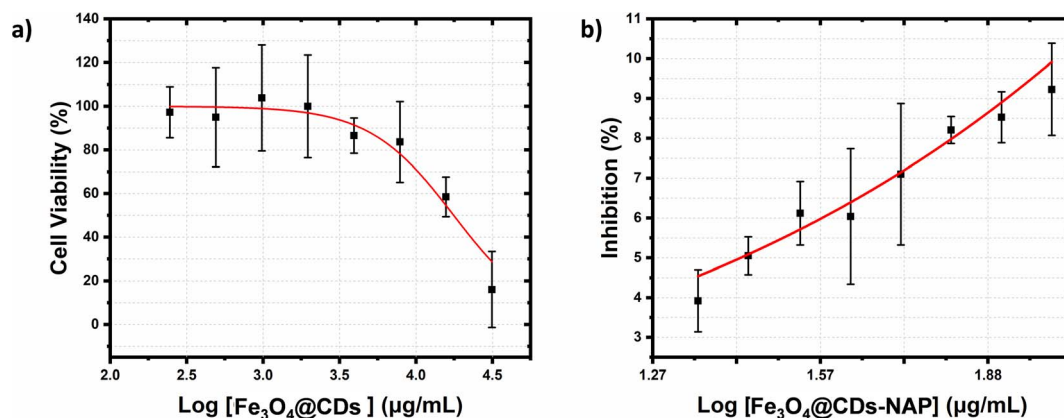 a)
140
120
100
80
60
40
20
0
Cell Viability (%)
2.0 2.5 3.0 3.5 4.0 4.5
Log [Fe₃O₄@CDs ] (µg/mL)
b)
11
10
9
8
7
6
5
4
3
Inhibition (%)
1.27 1.57 1.88
Log [Fe₃O₄@CDs-NAP] (µg/mL)